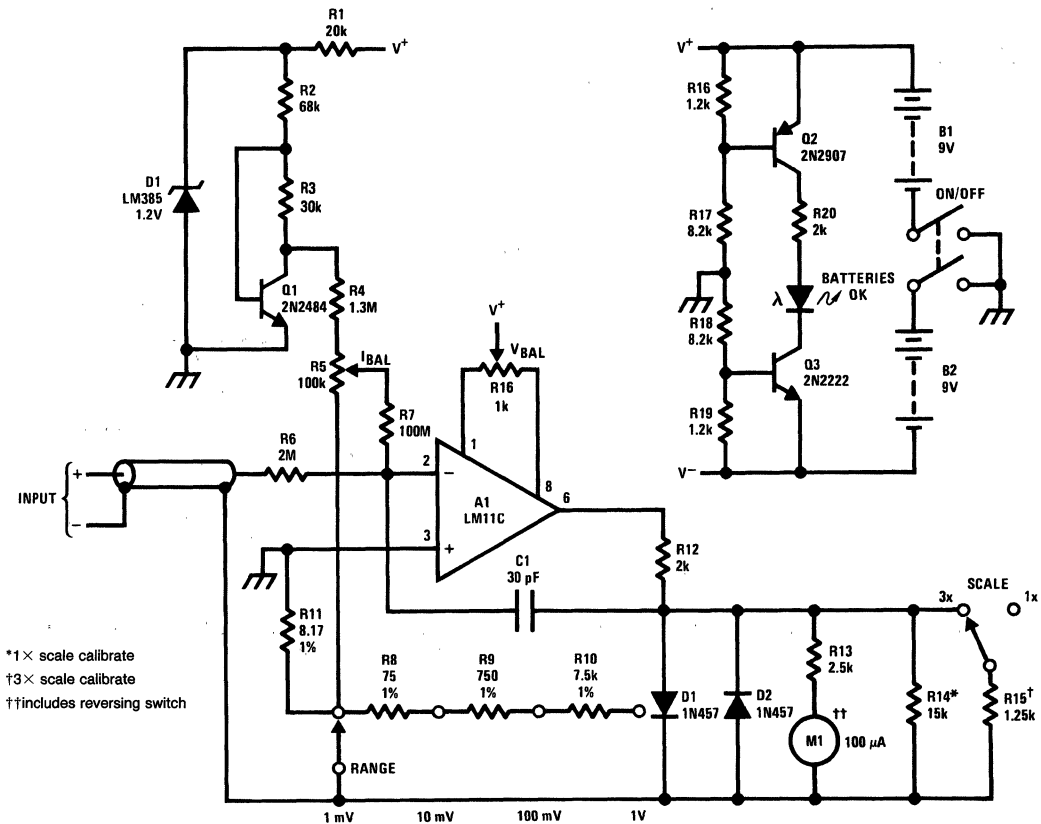 R1
20k
V+
R2
68k
D1
LM385
1.2V
R3
30k
Q1
2N2484
R4
1.3M
R5
100k
IBAL
R7
100M
V+
VBAL
R16
1k
V+
R16
1.2k
Q2
2N2907
R17
8.2k
R20
2k
BATTERIES
OK
λ
R18
8.2k
Q3
2N2222
R19
1.2k
V−
B1
9V
ON/OFF
B2
9V
INPUT
+
−
R6
2M
2
−
1
8
6
A1
LM11C
3
+
R12
2k
C1
30 pF
R11
8.17
1%
R8
75
1%
R9
750
1%
R10
7.5k
1%
D1
1N457
D2
1N457
R13
2.5k
††
M1
100 μA
R14*
15k
SCALE
3x
1x
R15†
1.25k
RANGE
1 mV
10 mV
100 mV
1V
*1× scale calibrate
†3× scale calibrate
††includes reversing switch